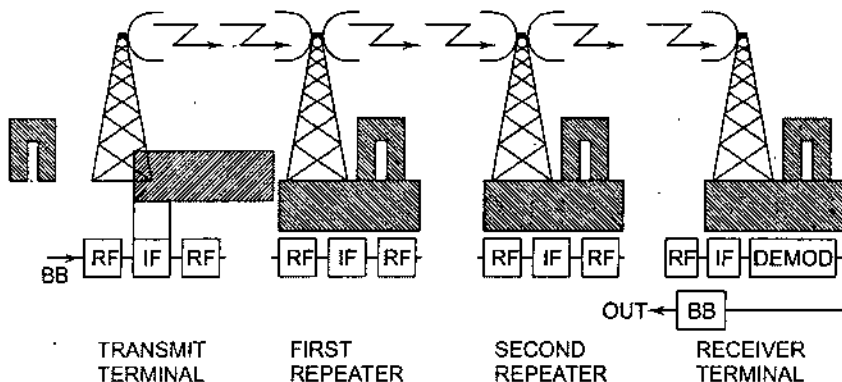 BB RF IF RF RF IF RF RF IF RF RF IF DEMOD
OUT BB
TRANSMIT TERMINAL
FIRST REPEATER
SECOND REPEATER
RECEIVER TERMINAL